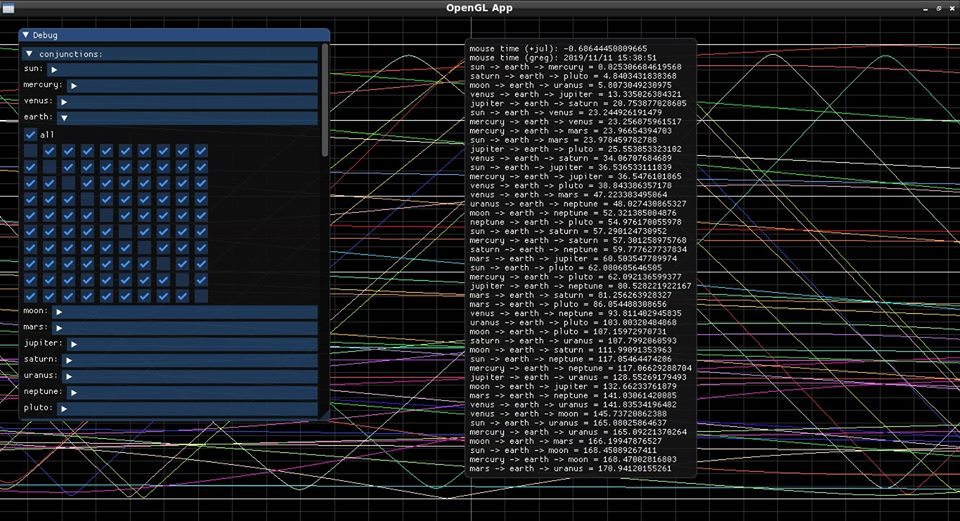 OpenGL App
Debug
conjunctions:
sun:
mercury:
venus:
earth:
all
moon:
mars:
jupiter:
saturn:
uranus:
neptune:
pluto:
mouse time (+jul): -0.68644450809665
mouse time (greg): 2019/11/11 15:38:51
sun -> earth -> mercury = 0.025306684619568
saturn -> earth -> pluto = 4.8403431838368
moon -> earth -> uranus = 5.8073049230975
venus -> earth -> jupiter = 13.335026384321
jupiter -> earth -> saturn = 20.753877028605
sun -> earth -> venus = 23.244926191479
mercury -> earth -> venus = 23.256875961517
mercury -> earth -> mars = 23.96654394703
sun -> earth -> mars = 23.978459782788
jupiter -> earth -> pluto = 25.553853323102
venus -> earth -> saturn = 34.06707684689
sun -> earth -> jupiter = 36.536533111839
mercury -> earth -> jupiter = 36.5476101865
venus -> earth -> pluto = 38.843386357178
venus -> earth -> mars = 47.223383495064
uranus -> earth -> neptune = 48.027430865327
moon -> earth -> neptune = 52.321385004876
neptune -> earth -> pluto = 54.976170055978
sun -> earth -> saturn = 57.290124730952
mercury -> earth -> saturn = 57.301258975768
saturn -> earth -> neptune = 59.777627737834
mars -> earth -> jupiter = 60.503547789974
sun -> earth -> pluto = 62.080685646505
mercury -> earth -> pluto = 62.092136599377
jupiter -> earth -> neptune = 80.528221922167
mars -> earth -> saturn = 81.256263928327
mars -> earth -> pluto = 86.054488308656
venus -> earth -> neptune = 93.811402945835
uranus -> earth -> pluto = 103.00320484868
moon -> earth -> pluto = 107.15972970731
saturn -> earth -> uranus = 107.7992060593
moon -> earth -> saturn = 111.99091353963
sun -> earth -> neptune = 117.05464474286
mercury -> earth -> neptune = 117.06629288704
jupiter -> earth -> uranus = 128.55269179493
moon -> earth -> jupiter = 132.66233761879
mars -> earth -> neptune = 141.03061420885
venus -> earth -> uranus = 141.83534196482
venus -> earth -> moon = 145.73720862388
sun -> earth -> uranus = 165.08025864637
mercury -> earth -> uranus = 165.09221370264
moon -> earth -> mars = 166.19947876527
sun -> earth -> moon = 168.45089267411
mercury -> earth -> moon = 168.47002816803
mars -> earth -> uranus = 170.94120155261